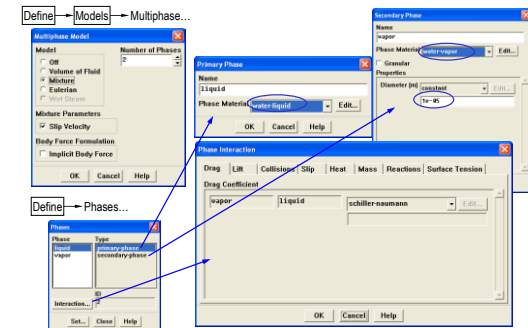 Define Models Multiphase...
Multiphase Model
Model
Off
Volume of Fluid
Mixture
Eulerian
Wet Steam
Number of Phases
2
Mixture Parameters
Slip Velocity
Body Force Formulation
Implicit Body Force
OK Cancel Help
Primary Phase
Name
liquid
Phase Material water-liquid Edit...
OK Cancel Help
Secondary Phase
Name
vapor
Phase Material water-vapor Edit...
Granular
Properties
Diameter (m) constant Edit...
1e-05
Define Phases...
Phases
Phase Type
liquid primary-phase
vapor secondary-phase
ID
2
Interaction...
Set... Close Help
Phase Interaction
Drag Lift Collisions Slip Heat Mass Reactions Surface Tension
Drag Coefficient
vapor liquid schiller-naumann Edit...
OK Cancel Help